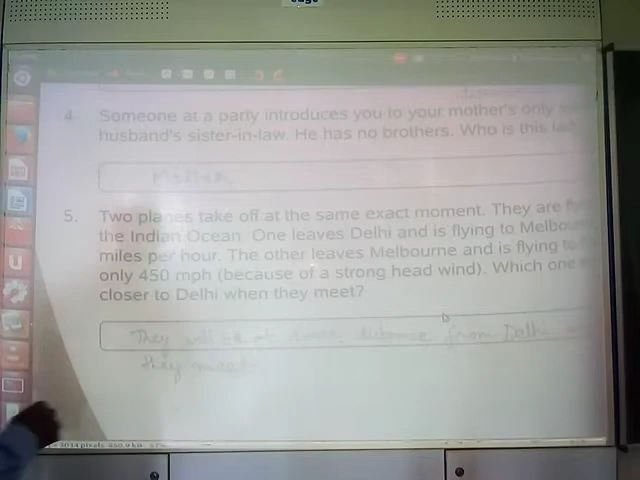 4. Someone at a party introduces you to your mother's only
husband's sister-in-law. He has no brothers. Who is this
5. Two planes take off at the same exact moment. They are
the Indian Ocean. One leaves Delhi and is flying to
miles per hour. The other leaves Melbourne and is flying to
only 450 mph (because of a strong head wind). Which one
closer to Delhi when they meet?
They will be at same distance from Delhi
they meet